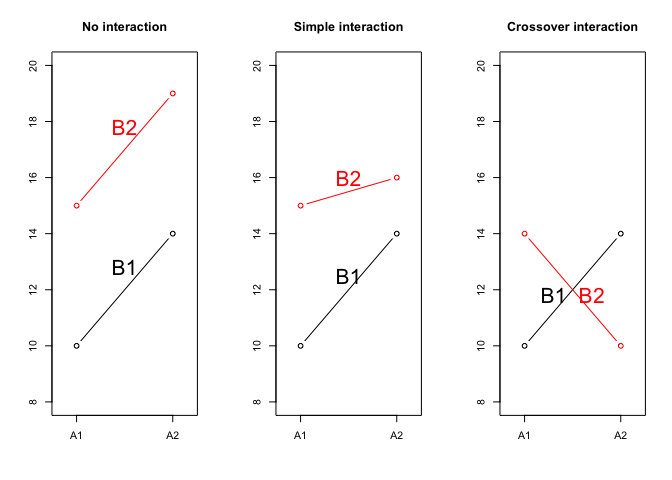 No interaction
20
18
16
14
12
10
8
B2
B1
A1 A2
Simple interaction
20
18
16
14
12
10
8
B2
B1
A1 A2
Crossover interaction
20
18
16
14
12
10
8
B1 B2
A1 A2